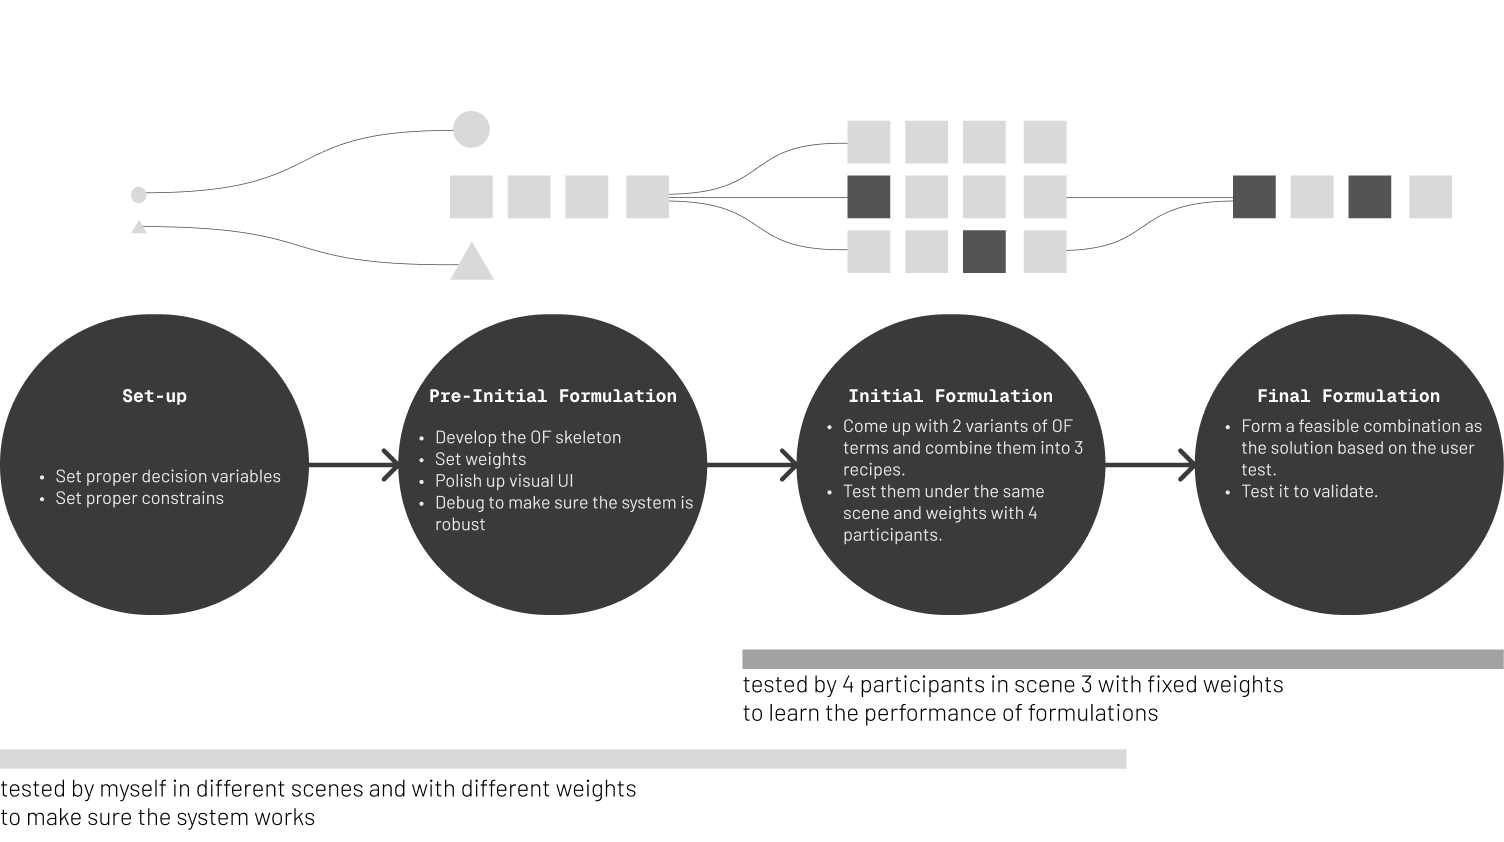 Set-up
• Set proper decision variables
• Set proper constrains
Pre-Initial Formulation
• Develop the OF skeleton
• Set weights
• Polish up visual UI
• Debug to make sure the system is
robust
Initial Formulation
• Come up with 2 variants of OF
terms and combine them into 3
recipes.
• Test them under the same
scene and weights with 4
participants.
Final Formulation
• Form a feasible combination as
the solution based on the user
test.
• Test it to validate.
tested by 4 participants in scene 3 with fixed weights
to learn the performance of formulations
tested by myself in different scenes and with different weights
to make sure the system works